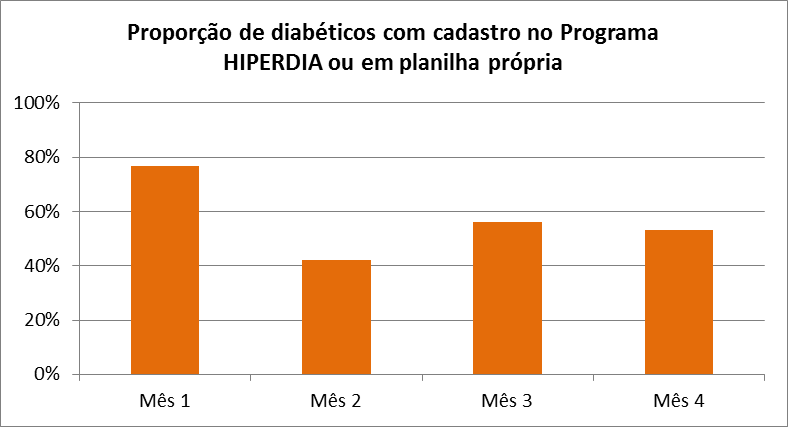 Proporção de diabéticos com cadastro no Programa
HIPERDIA ou em planilha própria
100%
80%
60%
40%
20%
0%
Mês 1
Mês 2
Mês 3
Mês 4